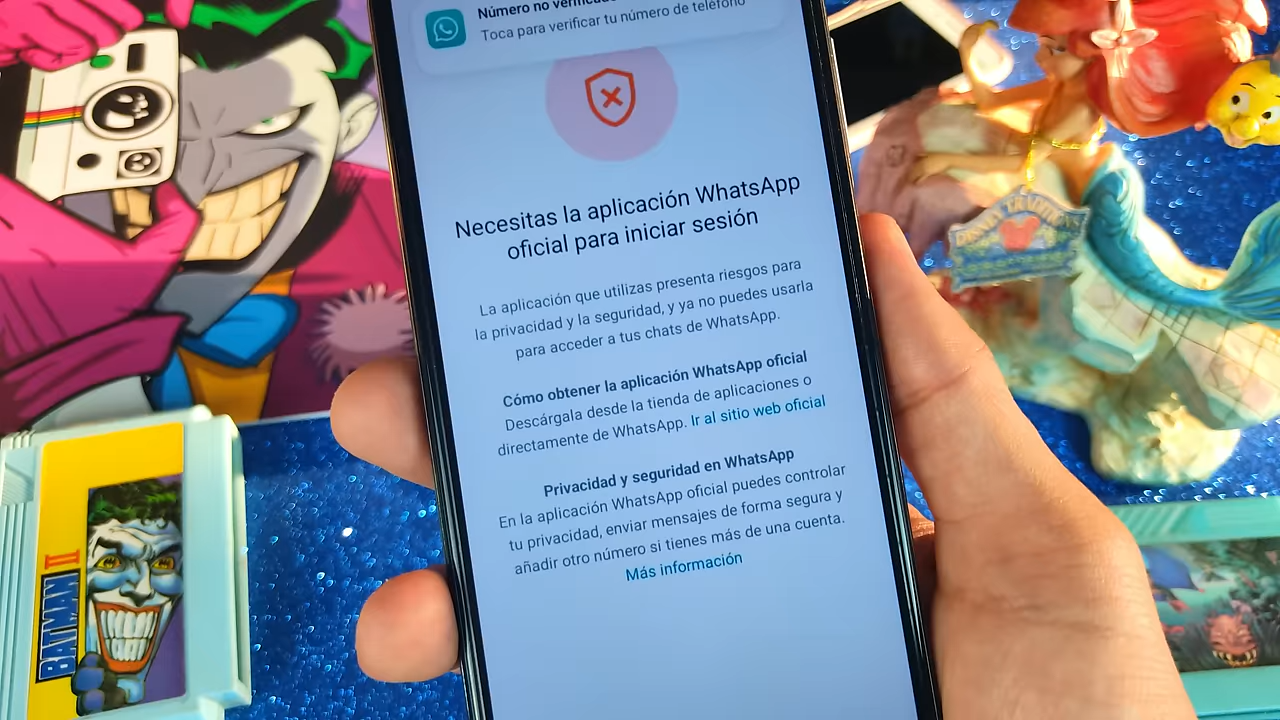 Número no verificado
Toca para verificar tu número de teléfono
Necesitas la aplicación WhatsApp
oficial para iniciar sesión
La aplicación que utilizas presenta riesgos para
la privacidad y la seguridad, y ya no puedes usarla
para acceder a tus chats de WhatsApp.
Cómo obtener la aplicación WhatsApp oficial
Descárgala desde la tienda de aplicaciones o
directamente de WhatsApp. Ir al sitio web oficial
Privacidad y seguridad en WhatsApp
En la aplicación WhatsApp oficial puedes controlar
tu privacidad, enviar mensajes de forma segura y
añadir otro número si tienes más de una cuenta.
Más información
DISNEY TRADITIONS
BATMAN II